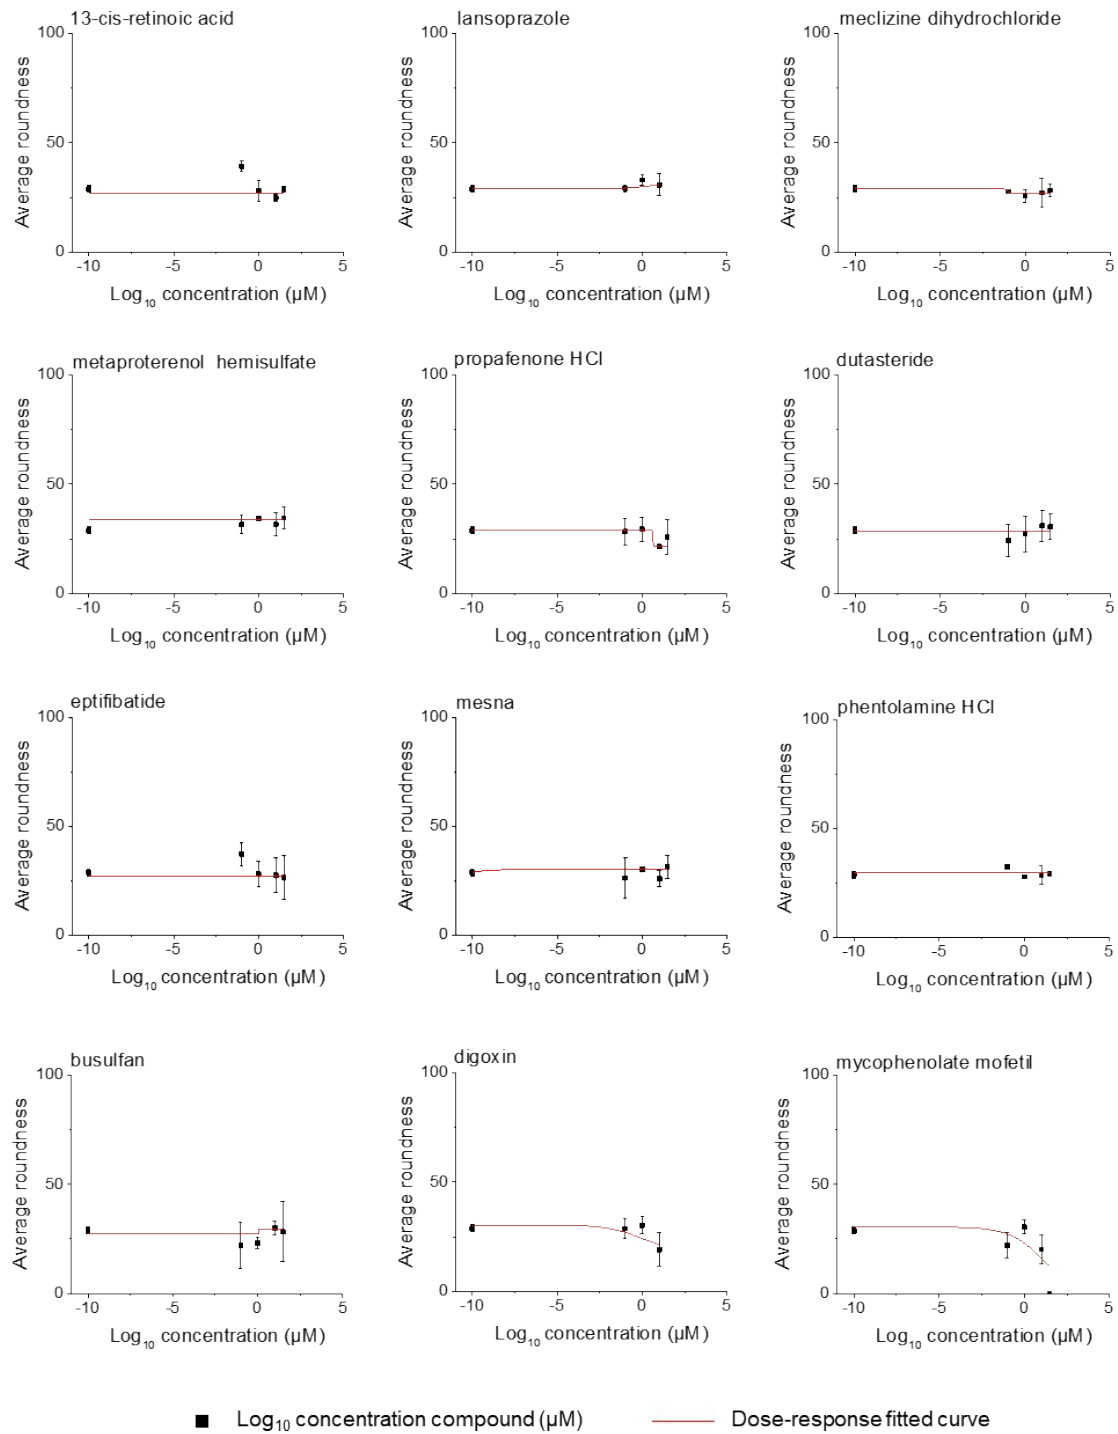 13-cis-retinoic acid
100
50
0
-10 -5 0 5
Average roundness
Log₁₀ concentration (µM)
lansoprazole
100
50
0
-10 -5 0 5
Average roundness
Log₁₀ concentration (µM)
meclizine dihydrochloride
100
50
0
-10 -5 0 5
Average roundness
Log₁₀ concentration (µM)
metaproterenol hemisulfate
100
50
0
-10 -5 0 5
Average roundness
Log₁₀ concentration (µM)
propafenone HCl
100
50
0
-10 -5 0 5
Average roundness
Log₁₀ concentration (µM)
dutasteride
100
50
0
-10 -5 0 5
Average roundness
Log₁₀ concentration (µM)
eptifibatide
100
50
0
-10 -5 0 5
Average roundness
Log₁₀ concentration (µM)
mesna
100
50
0
-10 -5 0 5
Average roundness
Log₁₀ concentration (µM)
phentolamine HCl
100
50
0
-10 -5 0 5
Average roundness
Log₁₀ concentration (µM)
busulfan
100
50
0
-10 -5 0 5
Average roundness
Log₁₀ concentration (µM)
digoxin
100
50
0
-10 -5 0 5
Average roundness
Log₁₀ concentration (µM)
mycophenolate mofetil
100
50
0
-10 -5 0 5
Average roundness
Log₁₀ concentration (µM)
Log₁₀ concentration compound (µM)
Dose-response fitted curve